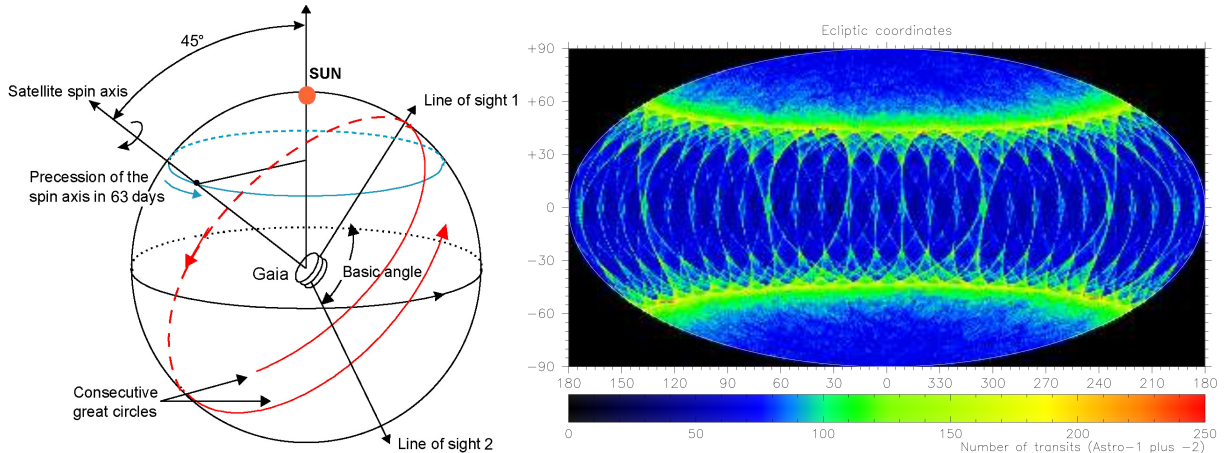 45°
SUN
Satellite spin axis
Line of sight 1
Precession of the
spin axis in 63 days
Gaia
Basic angle
Consecutive
great circles
Line of sight 2
Ecliptic coordinates
+90
+60
+30
0
-30
-60
-90
180 150 120 90 60 30 0 330 300 270 240 210 180
0 50 100 150 200 250
Number of transits (Astro-1 plus -2)